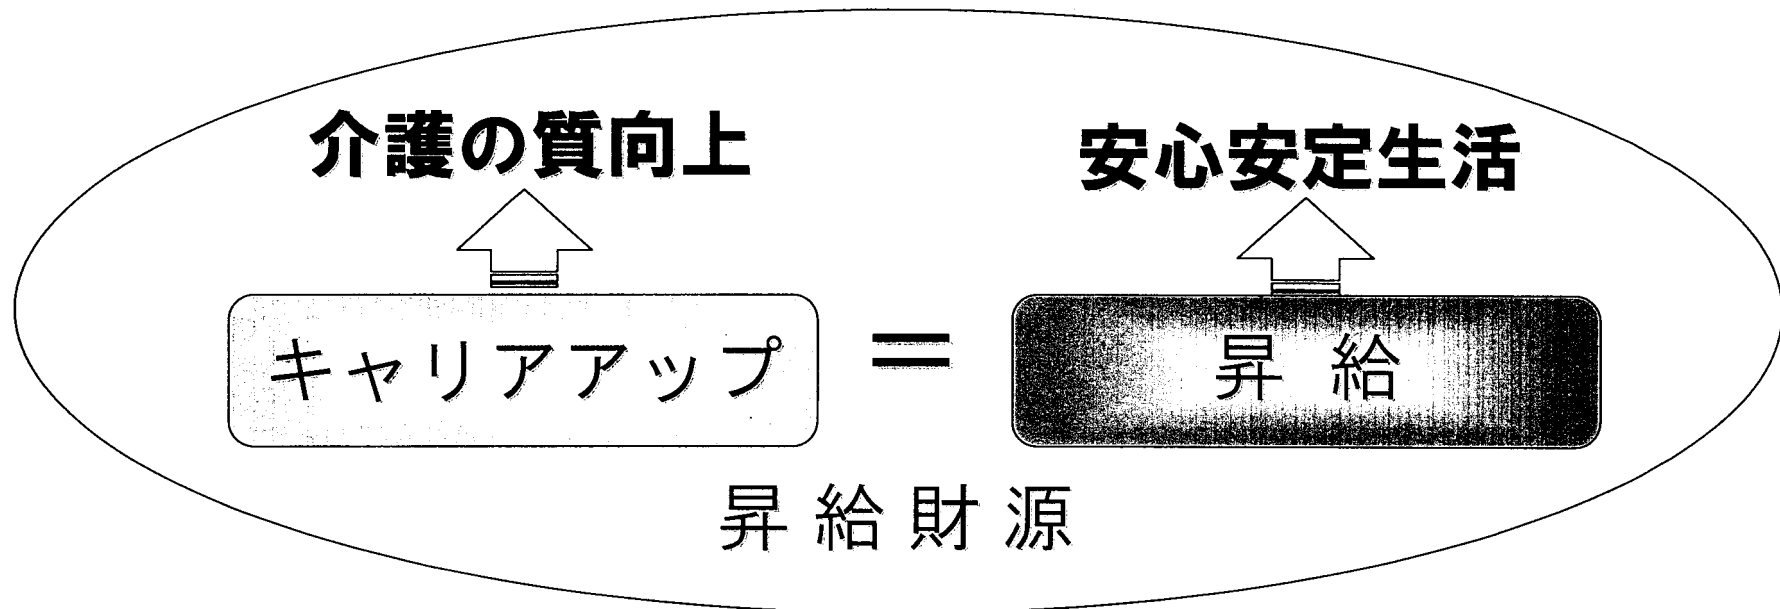 介護の質向上
安心安定生活
キャリアアップ
＝
昇給
昇給財源